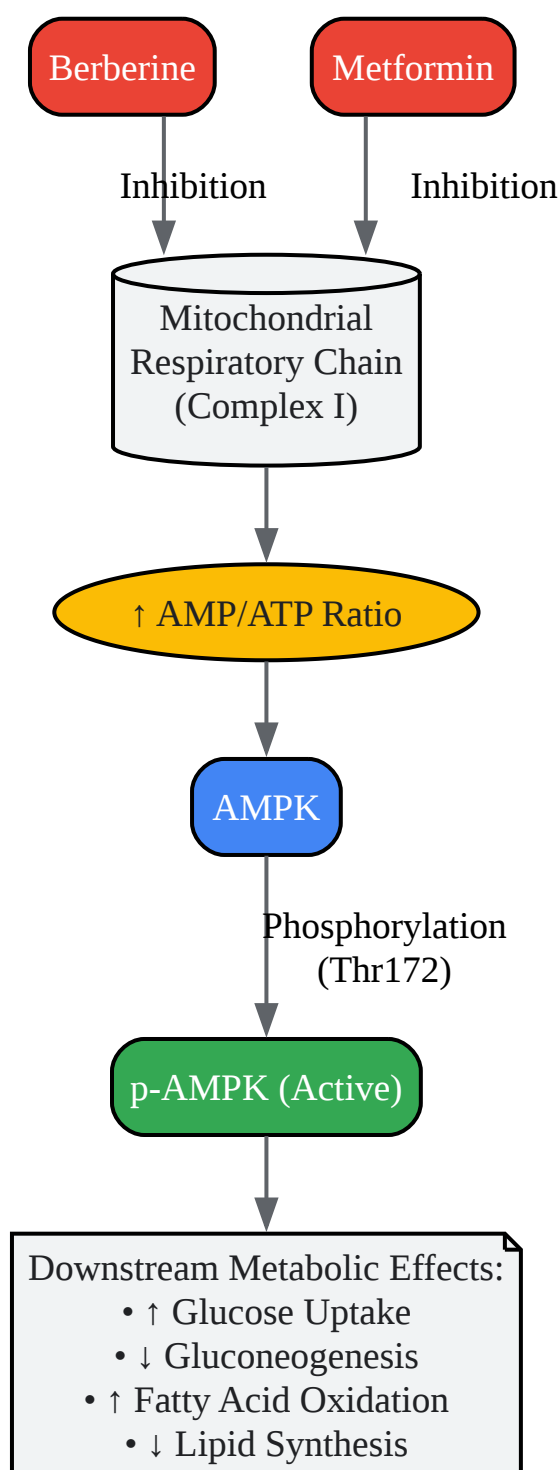 Berberine
Metformin
Inhibition
Inhibition
Mitochondrial
Respiratory Chain
(Complex I)
↑ AMP/ATP Ratio
AMPK
Phosphorylation
(Thr172)
p-AMPK (Active)
Downstream Metabolic Effects:
• ↑ Glucose Uptake
• ↓ Gluconeogenesis
• ↑ Fatty Acid Oxidation
• ↓ Lipid Synthesis